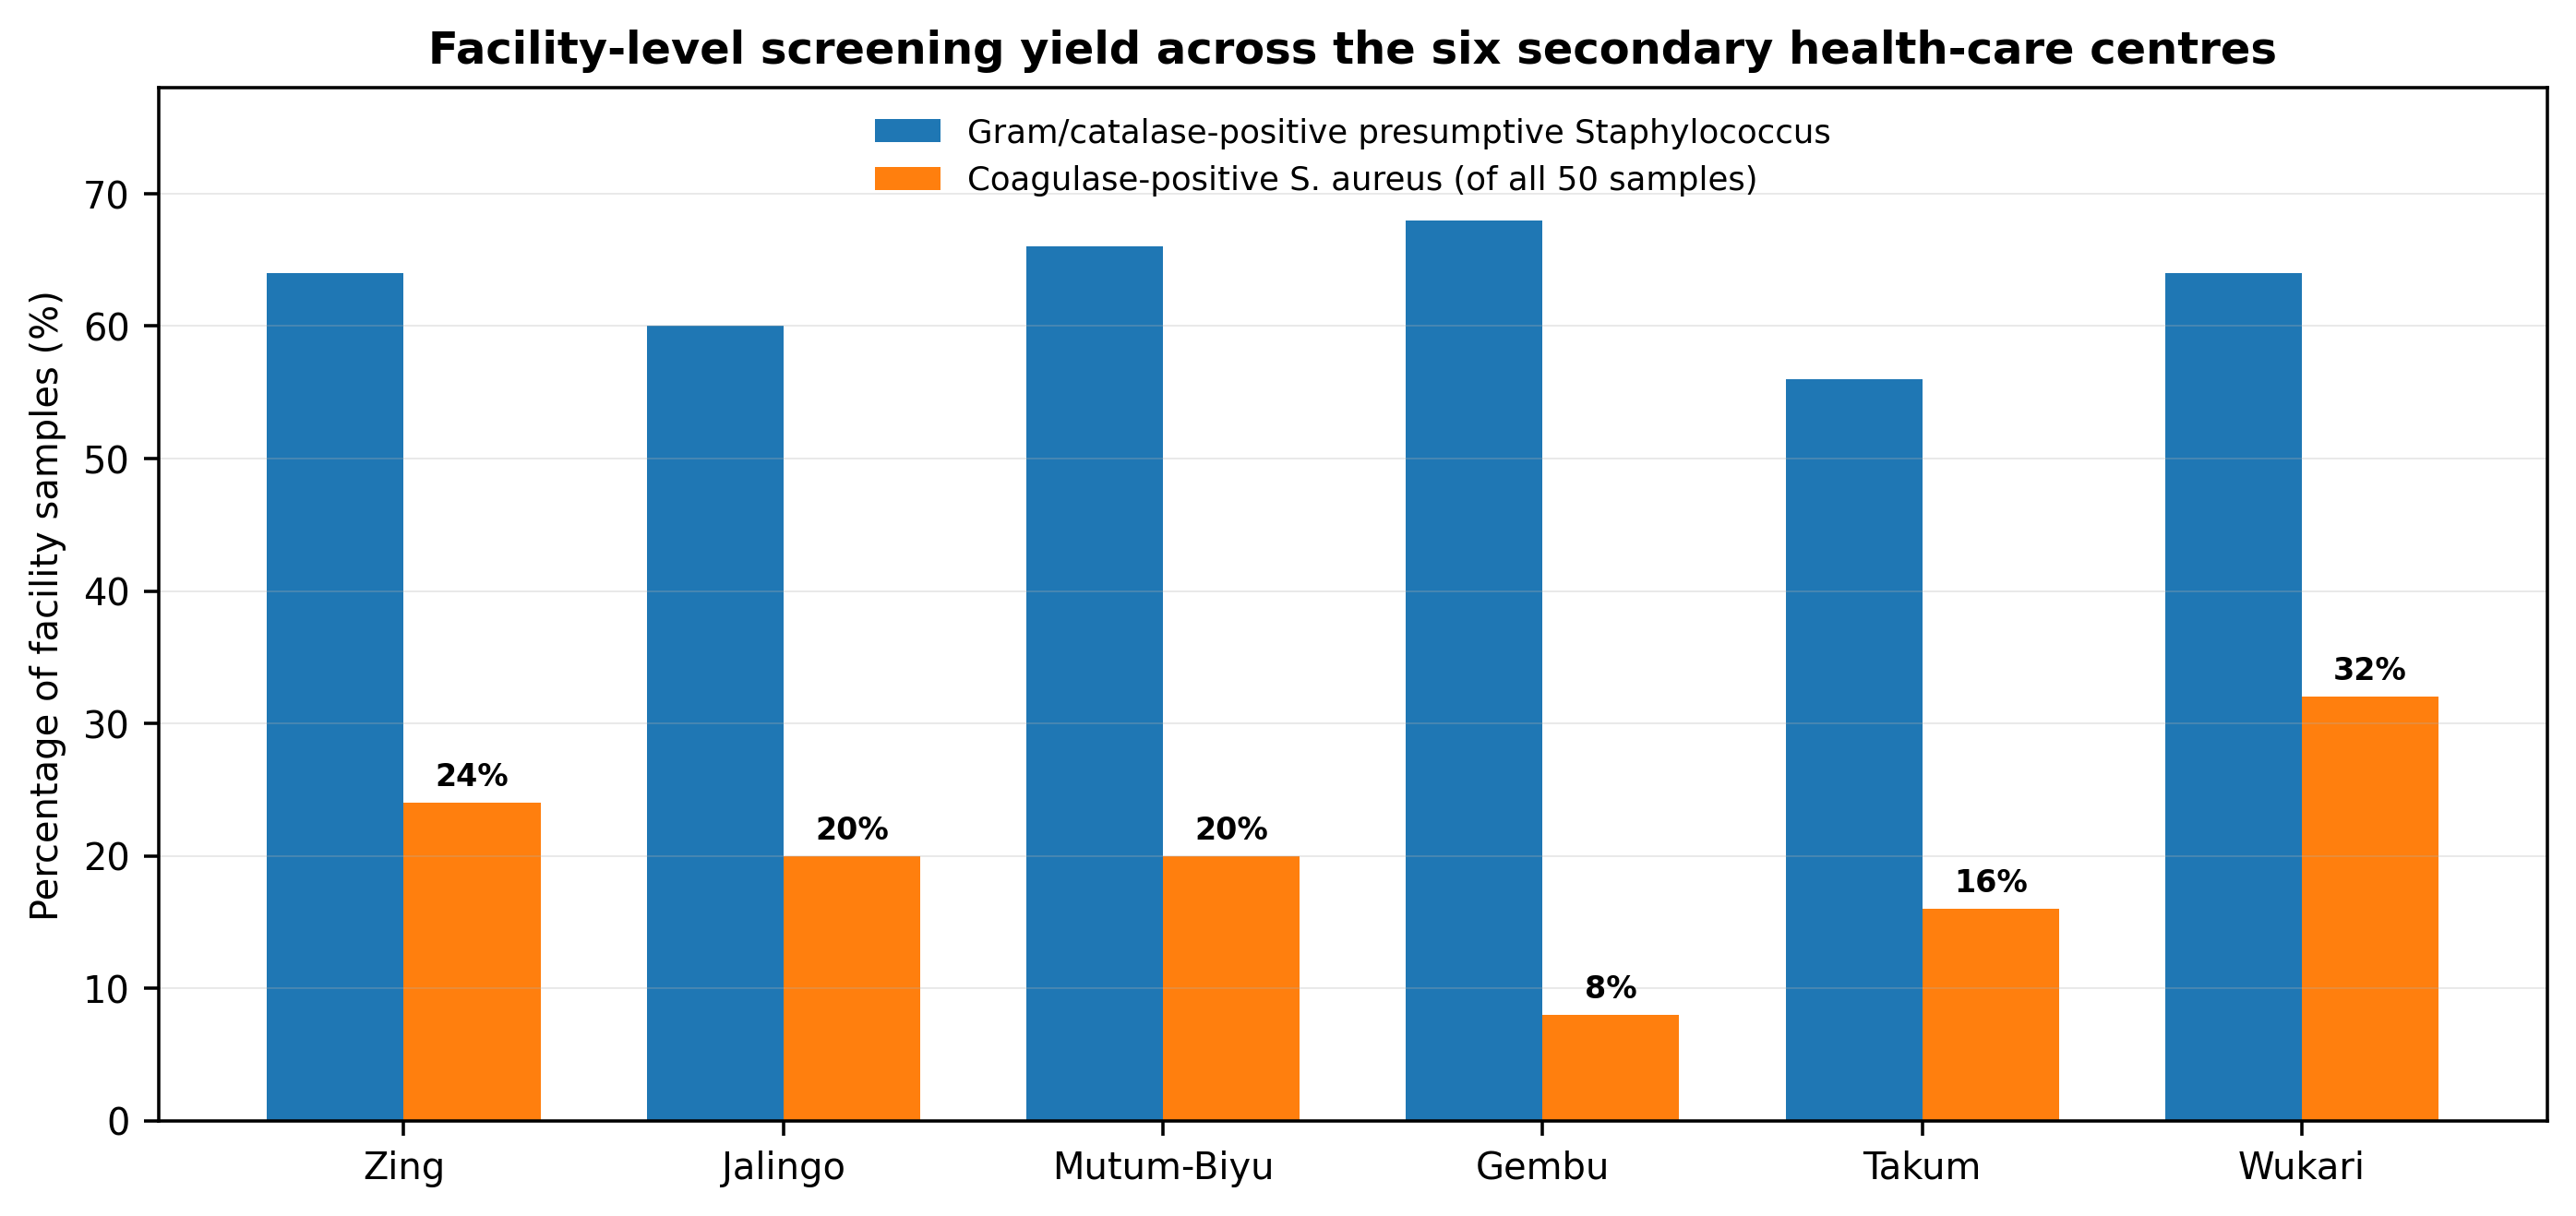 Facility-level screening yield across the six secondary health-care centres
Gram/catalase-positive presumptive Staphylococcus
Coagulase-positive S. aureus (of all 50 samples)
Percentage of facility samples (%)
70
60
50
40
30
20
10
0
24%
20%
20%
8%
16%
32%
Zing
Jalingo
Mutum-Biyu
Gembu
Takum
Wukari